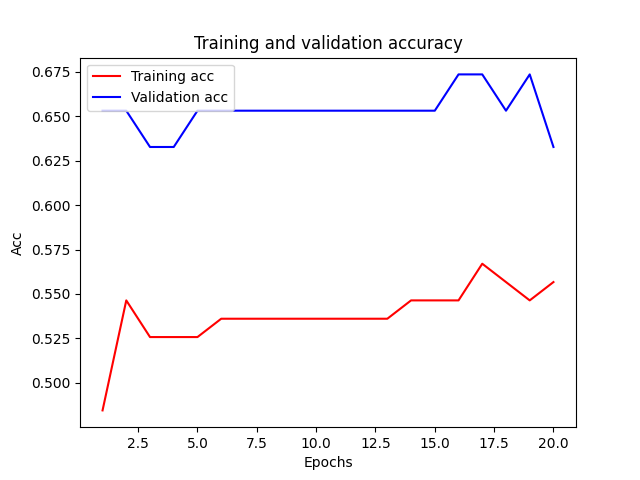 Training and validation accuracy
Training acc
Validation acc
0.675
0.650
0.625
0.600
0.575
0.550
0.525
0.500
Acc
2.5 5.0 7.5 10.0 12.5 15.0 17.5 20.0
Epochs